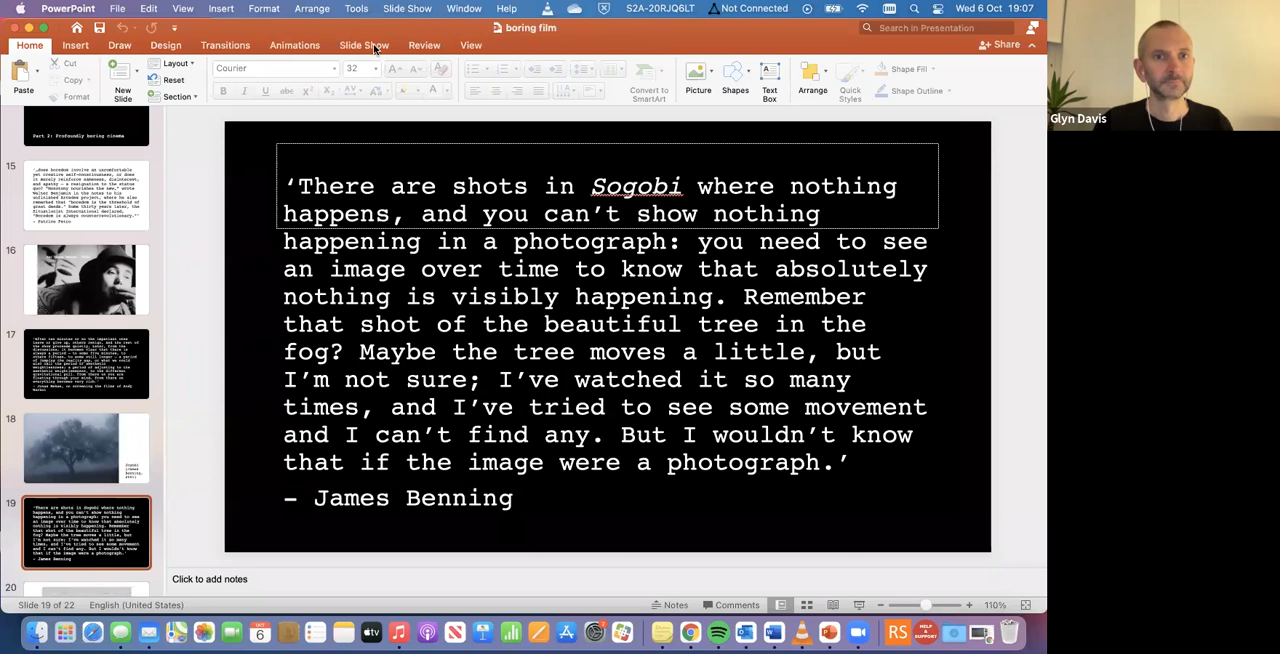 PowerPoint File Edit View Insert Format Arrange Tools Slide Show Window Help S2A-20RJQ6LT Not Connected Wed 6 Oct 19:07
boring film Search in Presentation
Home Insert Draw Design Transitions Animations Slide Show Review View Share
Paste Cut Copy Format New Slide Layout Reset Section Courier 32 Convert to SmartArt Picture Shapes Text Box Arrange Quick Styles Shape Fill Shape Outline
Glyn Davis
Part 2: Profoundly boring cinema
15
16
17
18
Sogobi
(James
Benning,
19
20
‘There are shots in Sogobi where nothing
happens, and you can’t show nothing
happening in a photograph: you need to see
an image over time to know that absolutely
nothing is visibly happening. Remember
that shot of the beautiful tree in the
fog? Maybe the tree moves a little, but
I’m not sure; I’ve watched it so many
times, and I’ve tried to see some movement
and I can’t find any. But I wouldn’t know
that if the image were a photograph.’
– James Benning
Click to add notes
Slide 19 of 22 English (United States) Notes Comments 110%